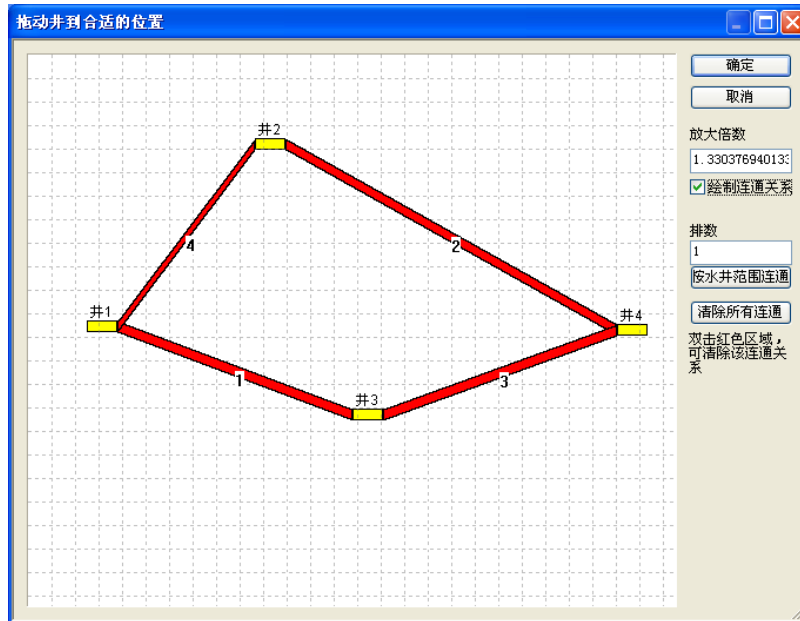 拖动井到合适的位置
确定
取消
放大倍数
1.330376940133
绘制连通关系
排数
1
按水井范围连通
清除所有连通
双击红色区域，
可清除该连通关
系
井2
4
2
井1
井4
1
3
井3